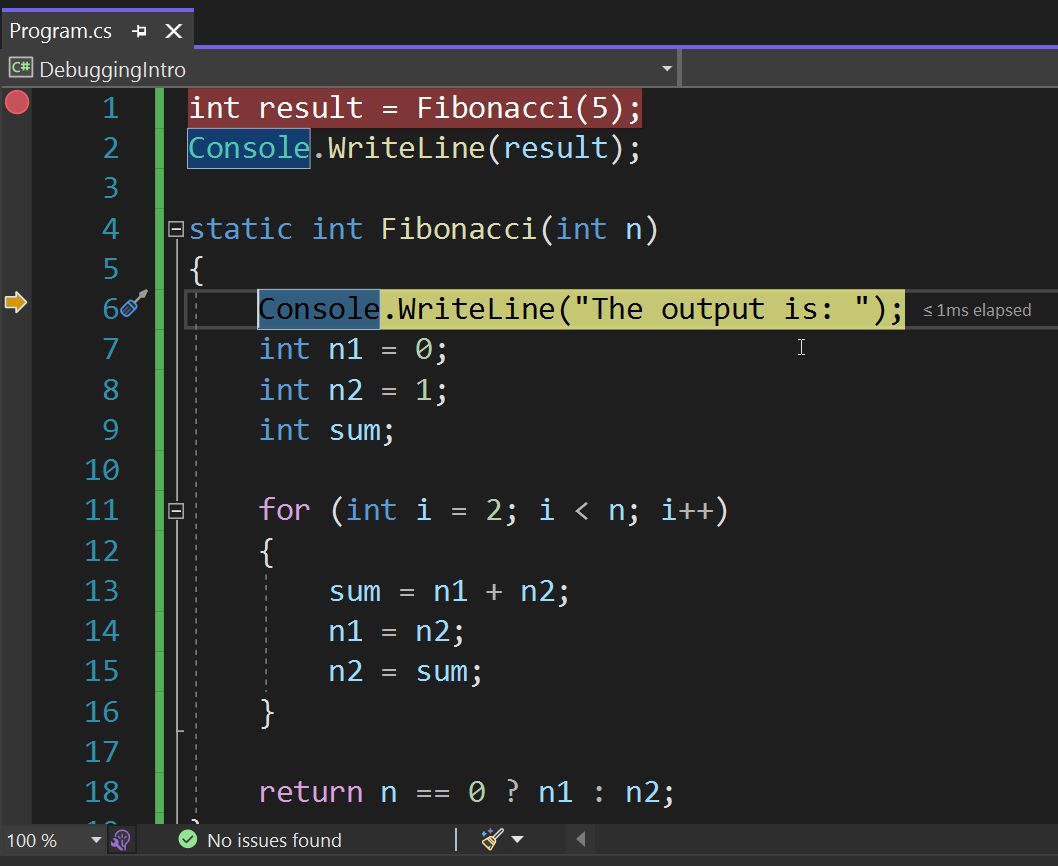 Program.cs
C# DebuggingIntro
1 int result = Fibonacci(5);
2 Console.WriteLine(result);
3
4 static int Fibonacci(int n)
5 {
6 Console.WriteLine("The output is: "); ≤ 1ms elapsed
7 int n1 = 0;
8 int n2 = 1;
9 int sum;
10
11 for (int i = 2; i < n; i++)
12 {
13 sum = n1 + n2;
14 n1 = n2;
15 n2 = sum;
16 }
17
18 return n == 0 ? n1 : n2;
100 % No issues found